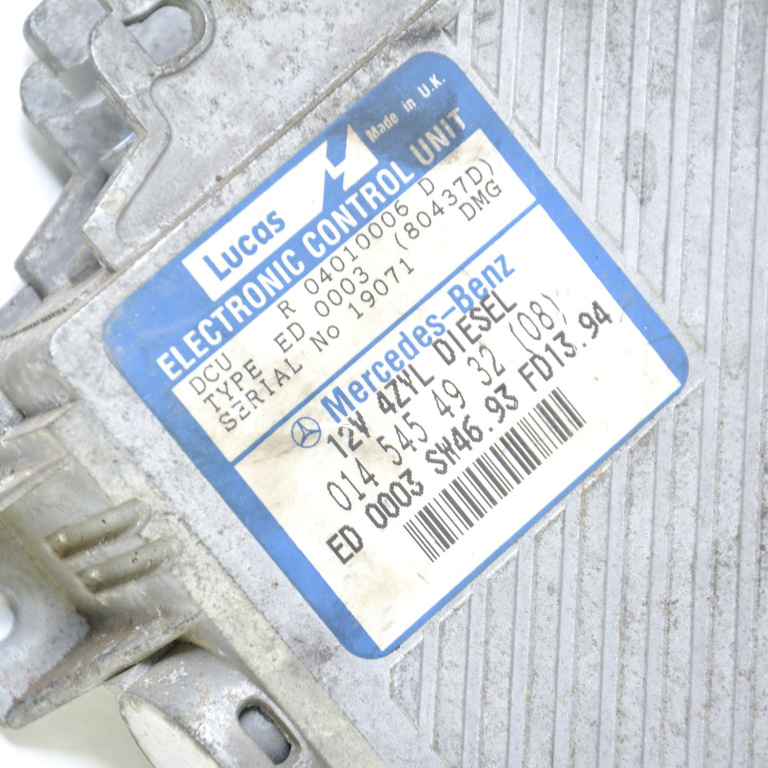 Lucas
Made in U.K.
ELECTRONIC CONTROL UNIT
DCU R 04010006 D
TYPE ED 0003 (80437D)
SERIAL No 19071 DMG
Mercedes-Benz
12V 4ZYL DIESEL
014 545 49 32 (08)
ED 0003 SW46.93 FD13.94